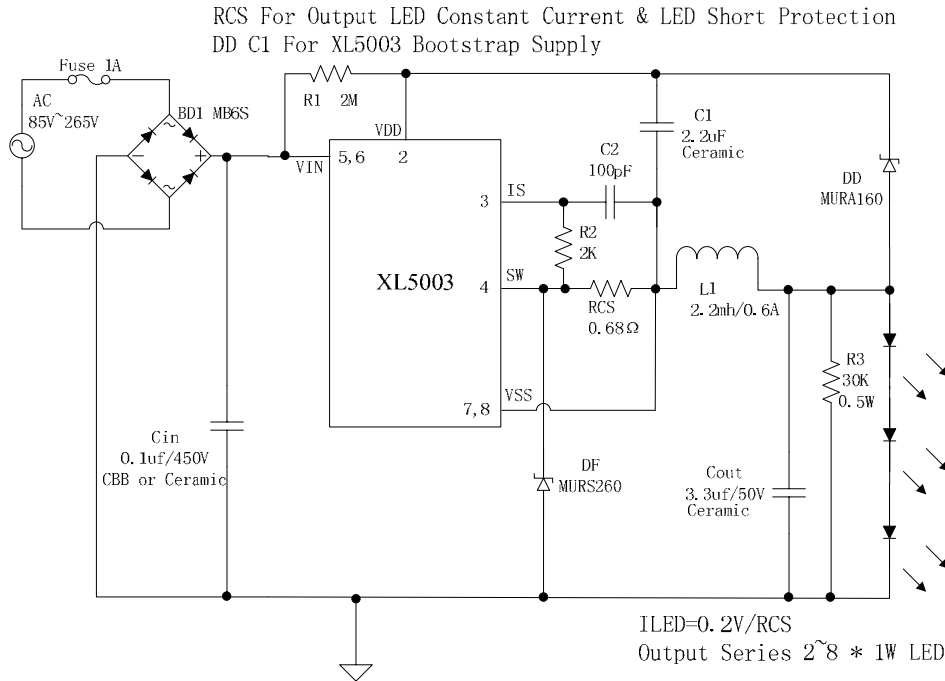 RCS For Output LED Constant Current & LED Short Protection
DD C1 For XL5003 Bootstrap Supply
Fuse 1A
AC
85V~265V
BD1 MB6S
R1 2M
VDD
2
VIN
5,6
C1
2.2uF
Ceramic
C2
100pF
3
IS
R2
2K
DD
MURA160
XL5003
4
SW
RCS
0.68Ω
L1
2.2mh/0.6A
VSS
7,8
R3
30K
0.5W
Cin
0.1uf/450V
CBB or Ceramic
DF
MURS260
Cout
3.3uf/50V
Ceramic
ILED=0.2V/RCS
Output Series 2~8 * 1W LED
- +
~
~